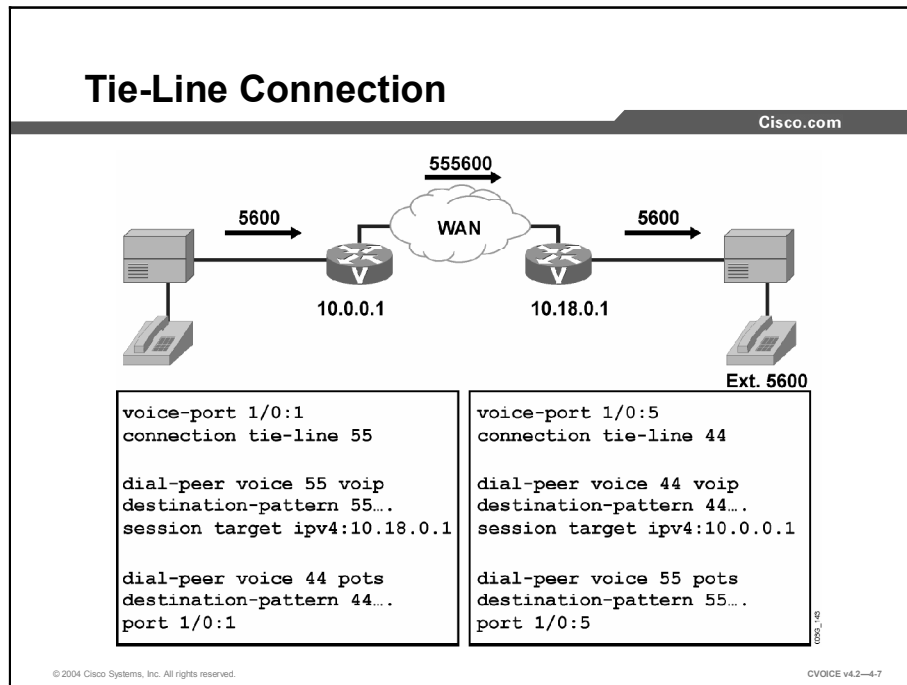 Tie-Line Connection
Cisco.com
555600
5600
WAN
5600
V
V
10.0.0.1
10.18.0.1
Ext. 5600
voice-port 1/0:1
connection tie-line 55
dial-peer voice 55 voip
destination-pattern 55....
session target ipv4:10.18.0.1
dial-peer voice 44 pots
destination-pattern 44....
port 1/0:1
voice-port 1/0:5
connection tie-line 44
dial-peer voice 44 voip
destination-pattern 44....
session target ipv4:10.0.0.1
dial-peer voice 55 pots
destination-pattern 55....
port 1/0:5
© 2004 Cisco Systems, Inc. All rights reserved.
CVOICE v4.2—4-7